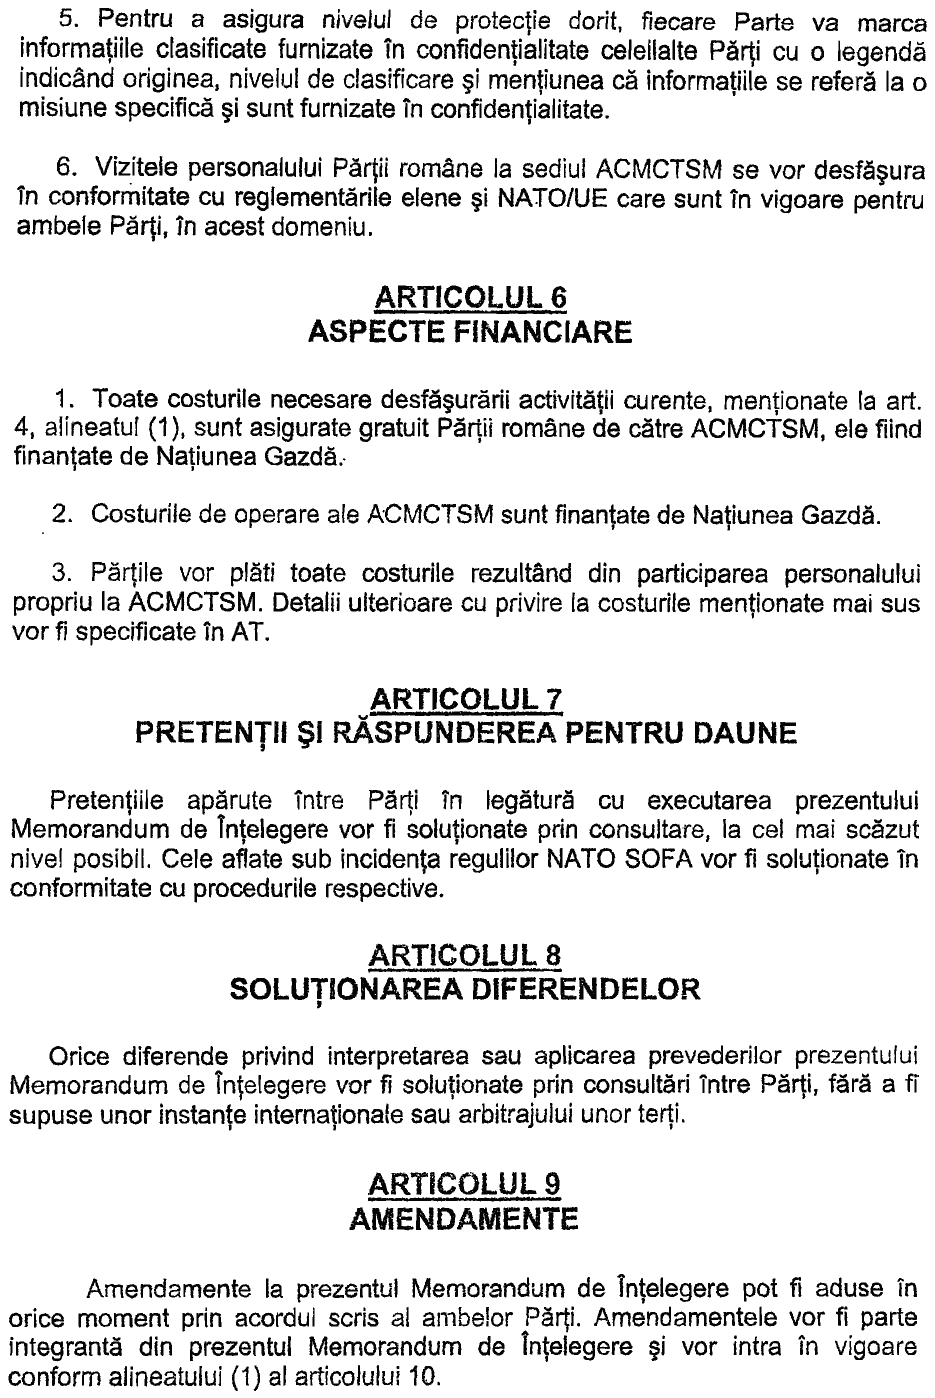 5. Pentru a asigura nivelul de protecție dorit, fiecare Parte va marca
informațiile clasificate furnizate în confidențialitate celeilalte Părți cu o legendă
indicând originea, nivelul de clasificare şi mențiunea că informațiile se referă la o
misiune specifică şi sunt furnizate în confidențialitate.
6. Vizitele personalului Părții române la sediul ACMCTSM se vor desfăşura
în conformitate cu reglementările elene şi NATO/UE care sunt în vigoare pentru
ambele Părți, în acest domeniu.
ARTICOLUL 6
ASPECTE FINANCIARE
1. Toate costurile necesare desfăşurării activității curente, menționate la art.
4, alineatul (1), sunt asigurate gratuit Părții române de către ACMCTSM, ele fiind
finanțate de Națiunea Gazdă.
2. Costurile de operare ale ACMCTSM sunt finanțate de Națiunea Gazdă.
3. Părțile vor plăti toate costurile rezultând din participarea personalului
propriu la ACMCTSM. Detalii ulterioare cu privire la costurile menționate mai sus
vor fi specificate în AT.
ARTICOLUL 7
PRETENȚII ŞI RĂSPUNDEREA PENTRU DAUNE
Pretențiile apărute între Părți în legătură cu executarea prezentului
Memorandum de Înțelegere vor fi soluționate prin consultare, la cel mai scăzut
nivel posibil. Cele aflate sub incidența regulilor NATO SOFA vor fi soluționate în
conformitate cu procedurile respective.
ARTICOLUL 8
SOLUȚIONAREA DIFERENDELOR
Orice diferende privind interpretarea sau aplicarea prevederilor prezentului
Memorandum de Înțelegere vor fi soluționate prin consultări între Părți, fără a fi
supuse unor instanțe internaționale sau arbitrajului unor terți.
ARTICOLUL 9
AMENDAMENTE
Amendamente la prezentul Memorandum de Înțelegere pot fi aduse în
orice moment prin acordul scris al ambelor Părți. Amendamentele vor fi parte
integrantă din prezentul Memorandum de Înțelegere şi vor intra în vigoare
conform alineatului (1) al articolului 10.